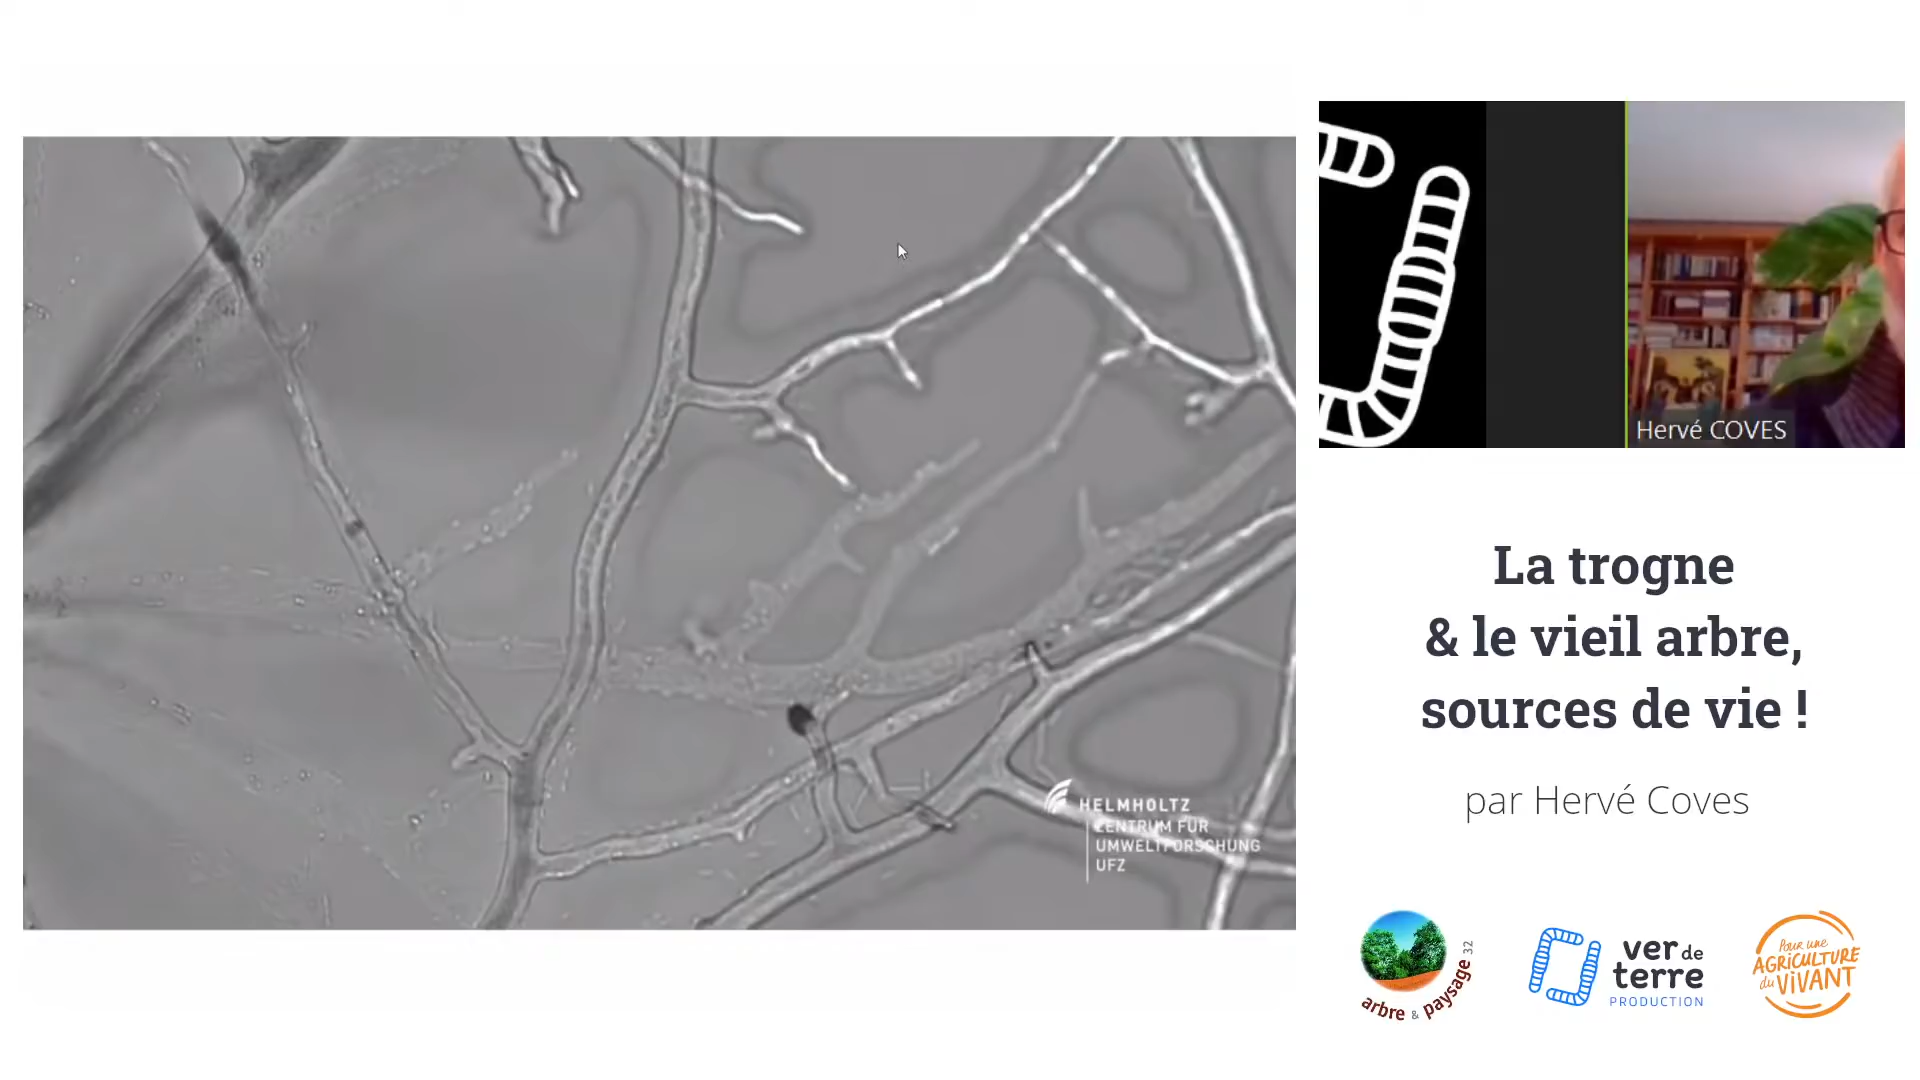 Hervé COVES
La trogne
& le vieil arbre,
sources de vie !
par Hervé Coves
HELMHOLTZ
CENTRUM FÜR
UMWELTFORSCHUNG
UFZ
arbre & paysage 32
ver de
terre
PRODUCTION
Pour une
AGRICULTURE
du VIVANT